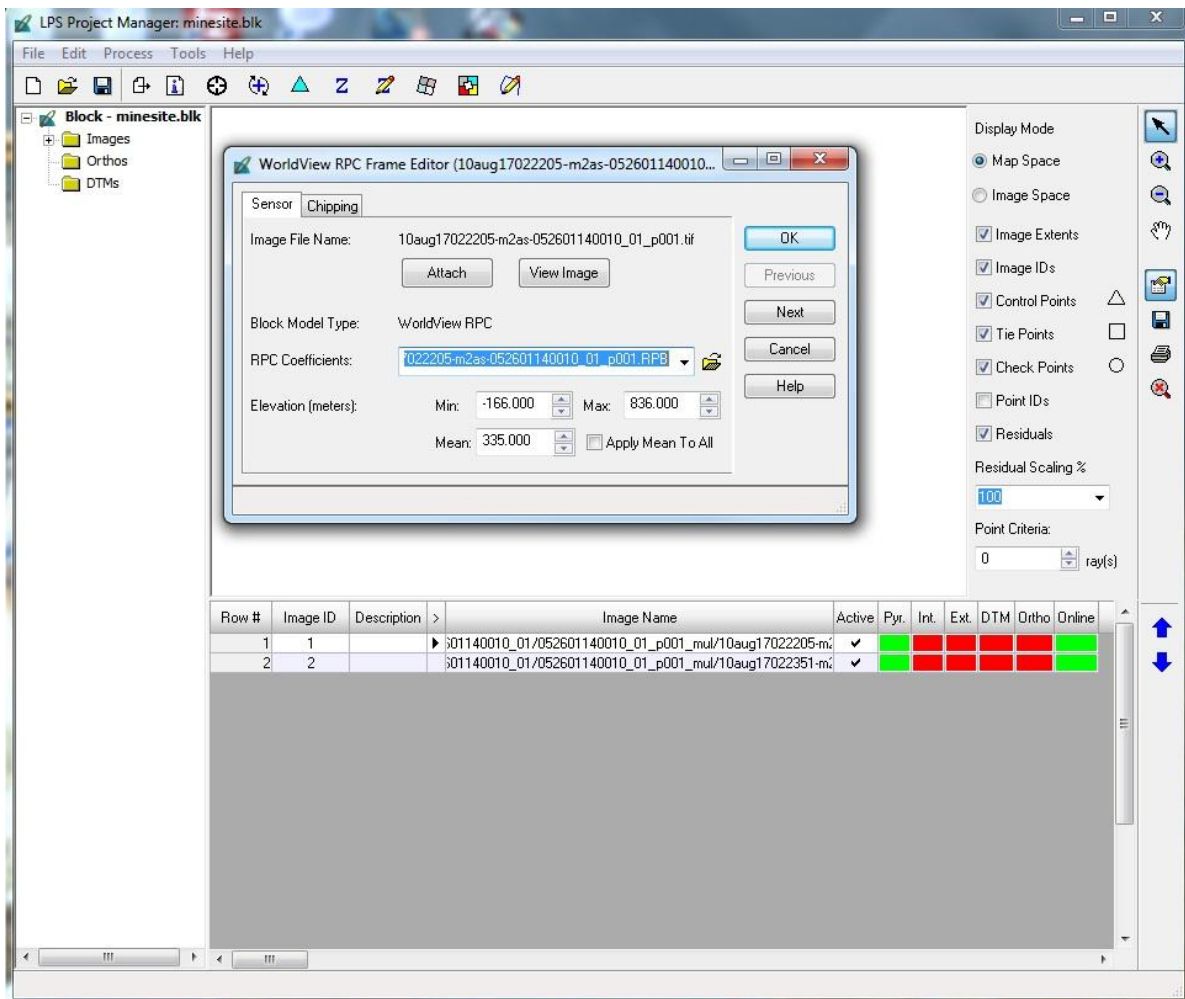 LPS Project Manager: minesite.blk
File Edit Process Tools Help
Block - minesite.blk
Images
Orthos
DTMs
WorldView RPC Frame Editor (10aug17022205-m2as-052601140010...
Sensor Chipping
Image File Name: 10aug17022205-m2as-052601140010_01_p001.tif
Attach View Image
Block Model Type: WorldView RPC
RPC Coefficients: 7022205-m2as-052601140010_01_p001.RPB
Elevation (meters): Min: -166.000 Max: 836.000
Mean: 335.000 Apply Mean To All
OK
Previous
Next
Cancel
Help
Display Mode
Map Space
Image Space
Image Extents
Image IDs
Control Points
Tie Points
Check Points
Point IDs
Residuals
Residual Scaling %
100
Point Criteria:
0 ray(s)
Row # Image ID Description > Image Name Active Pyr. Int. Ext. DTM Ortho Online
1 1 601140010_01/052601140010_01_p001_mul/10aug17022205-m2
2 2 601140010_01/052601140010_01_p001_mul/10aug17022351-m2